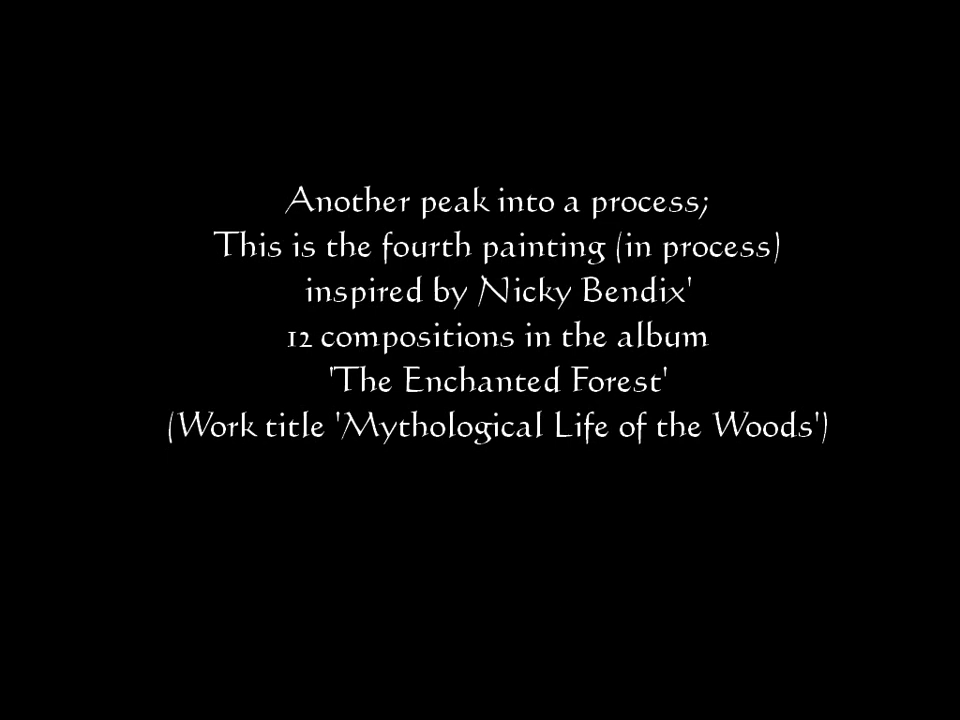 Another peak into a process;
This is the fourth painting (in process)
inspired by Nicky Bendix'
12 compositions in the album
'The Enchanted Forest'
(Work title 'Mythological Life of the Woods')